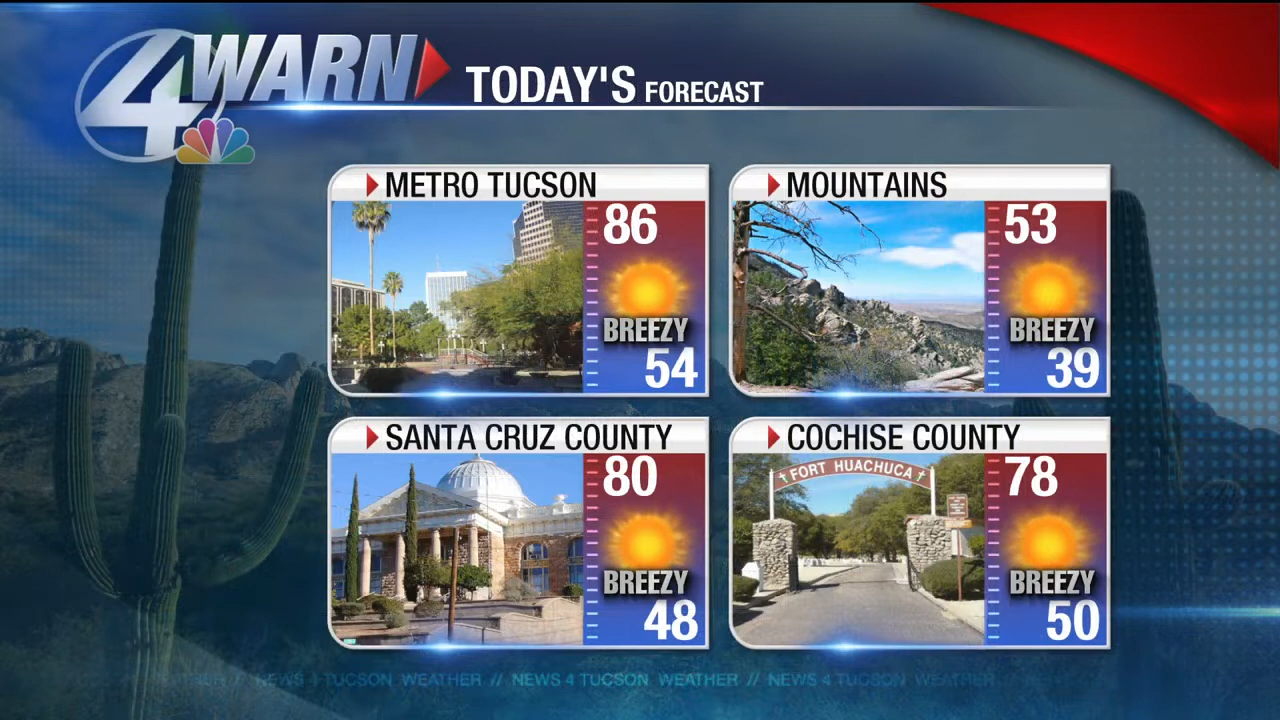 4 WARN
TODAY'S FORECAST
METRO TUCSON
86
BREEZY
54
MOUNTAINS
53
BREEZY
39
SANTA CRUZ COUNTY
80
BREEZY
48
COCHISE COUNTY
FORT HUACHUCA
78
BREEZY
50
// NEWS 4 TUCSON WEATHER // NEWS 4 TUCSON WEATHER // NEWS 4 TUCSON WEATHER